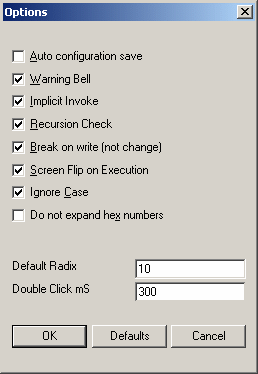 Options
Auto configuration save
Warning Bell
Implicit Invoke
Recursion Check
Break on write (not change)
Screen Flip on Execution
Ignore Case
Do not expand hex numbers
Default Radix 10
Double Click mS 300
OK Defaults Cancel